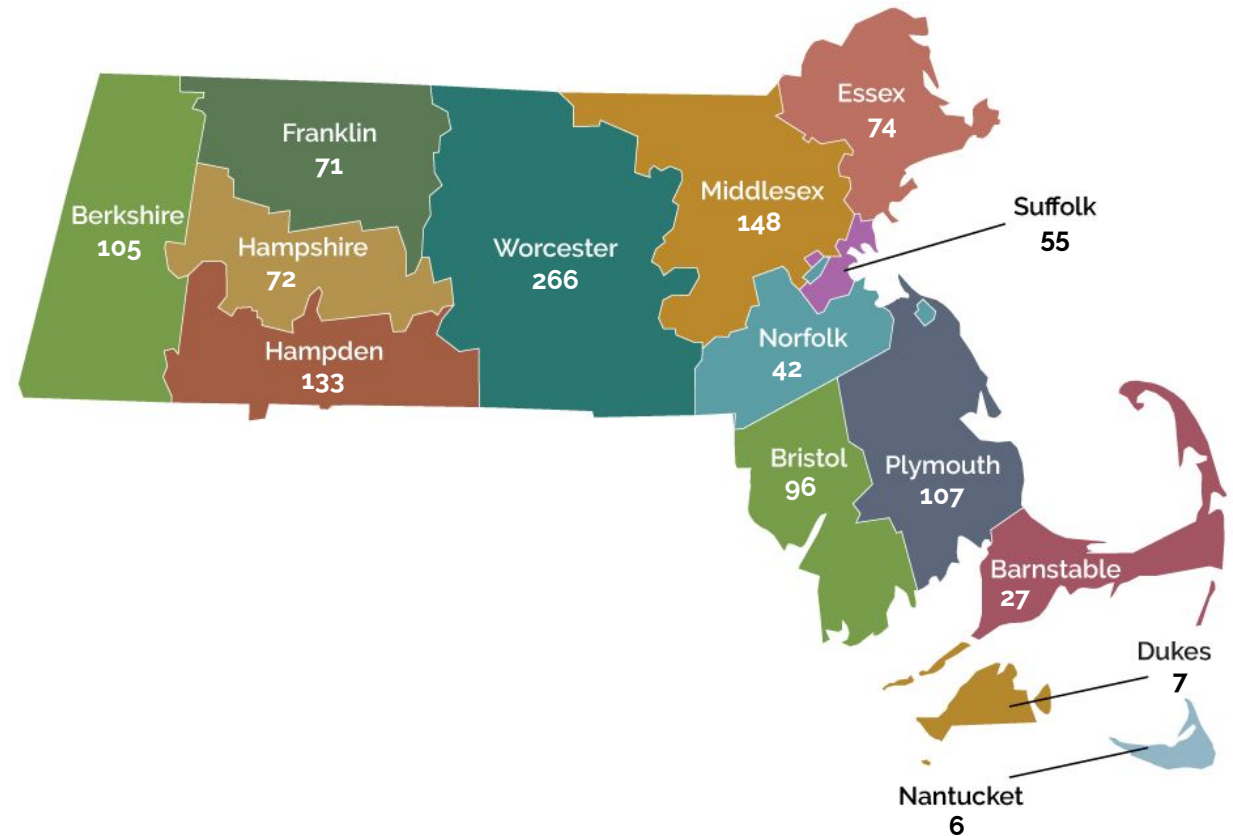 Essex
74
Franklin
71
Middlesex
148
Suffolk
55
Berkshire
105
Hampshire
72
Worcester
266
Norfolk
42
Hampden
133
Bristol
96
Plymouth
107
Barnstable
27
Dukes
7
Nantucket
6